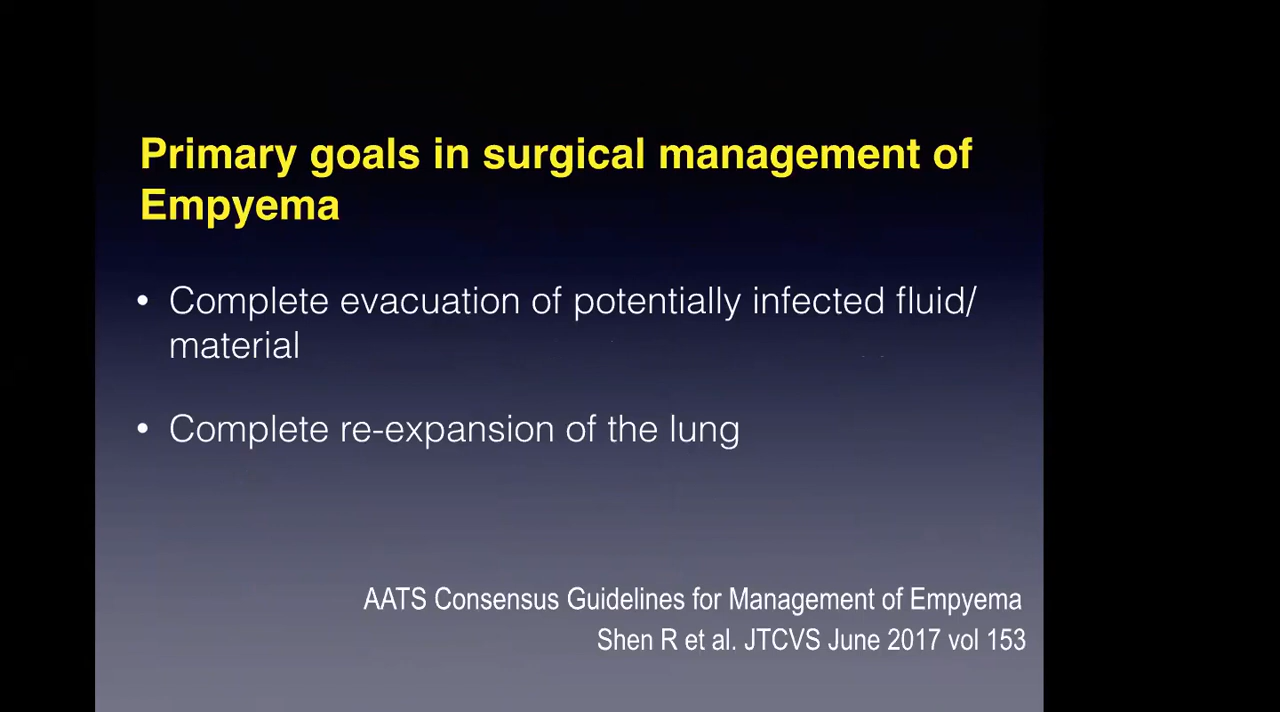 Primary goals in surgical management of
Empyema
• Complete evacuation of potentially infected fluid/
material
• Complete re-expansion of the lung
AATS Consensus Guidelines for Management of Empyema
Shen R et al. JTCVS June 2017 vol 153